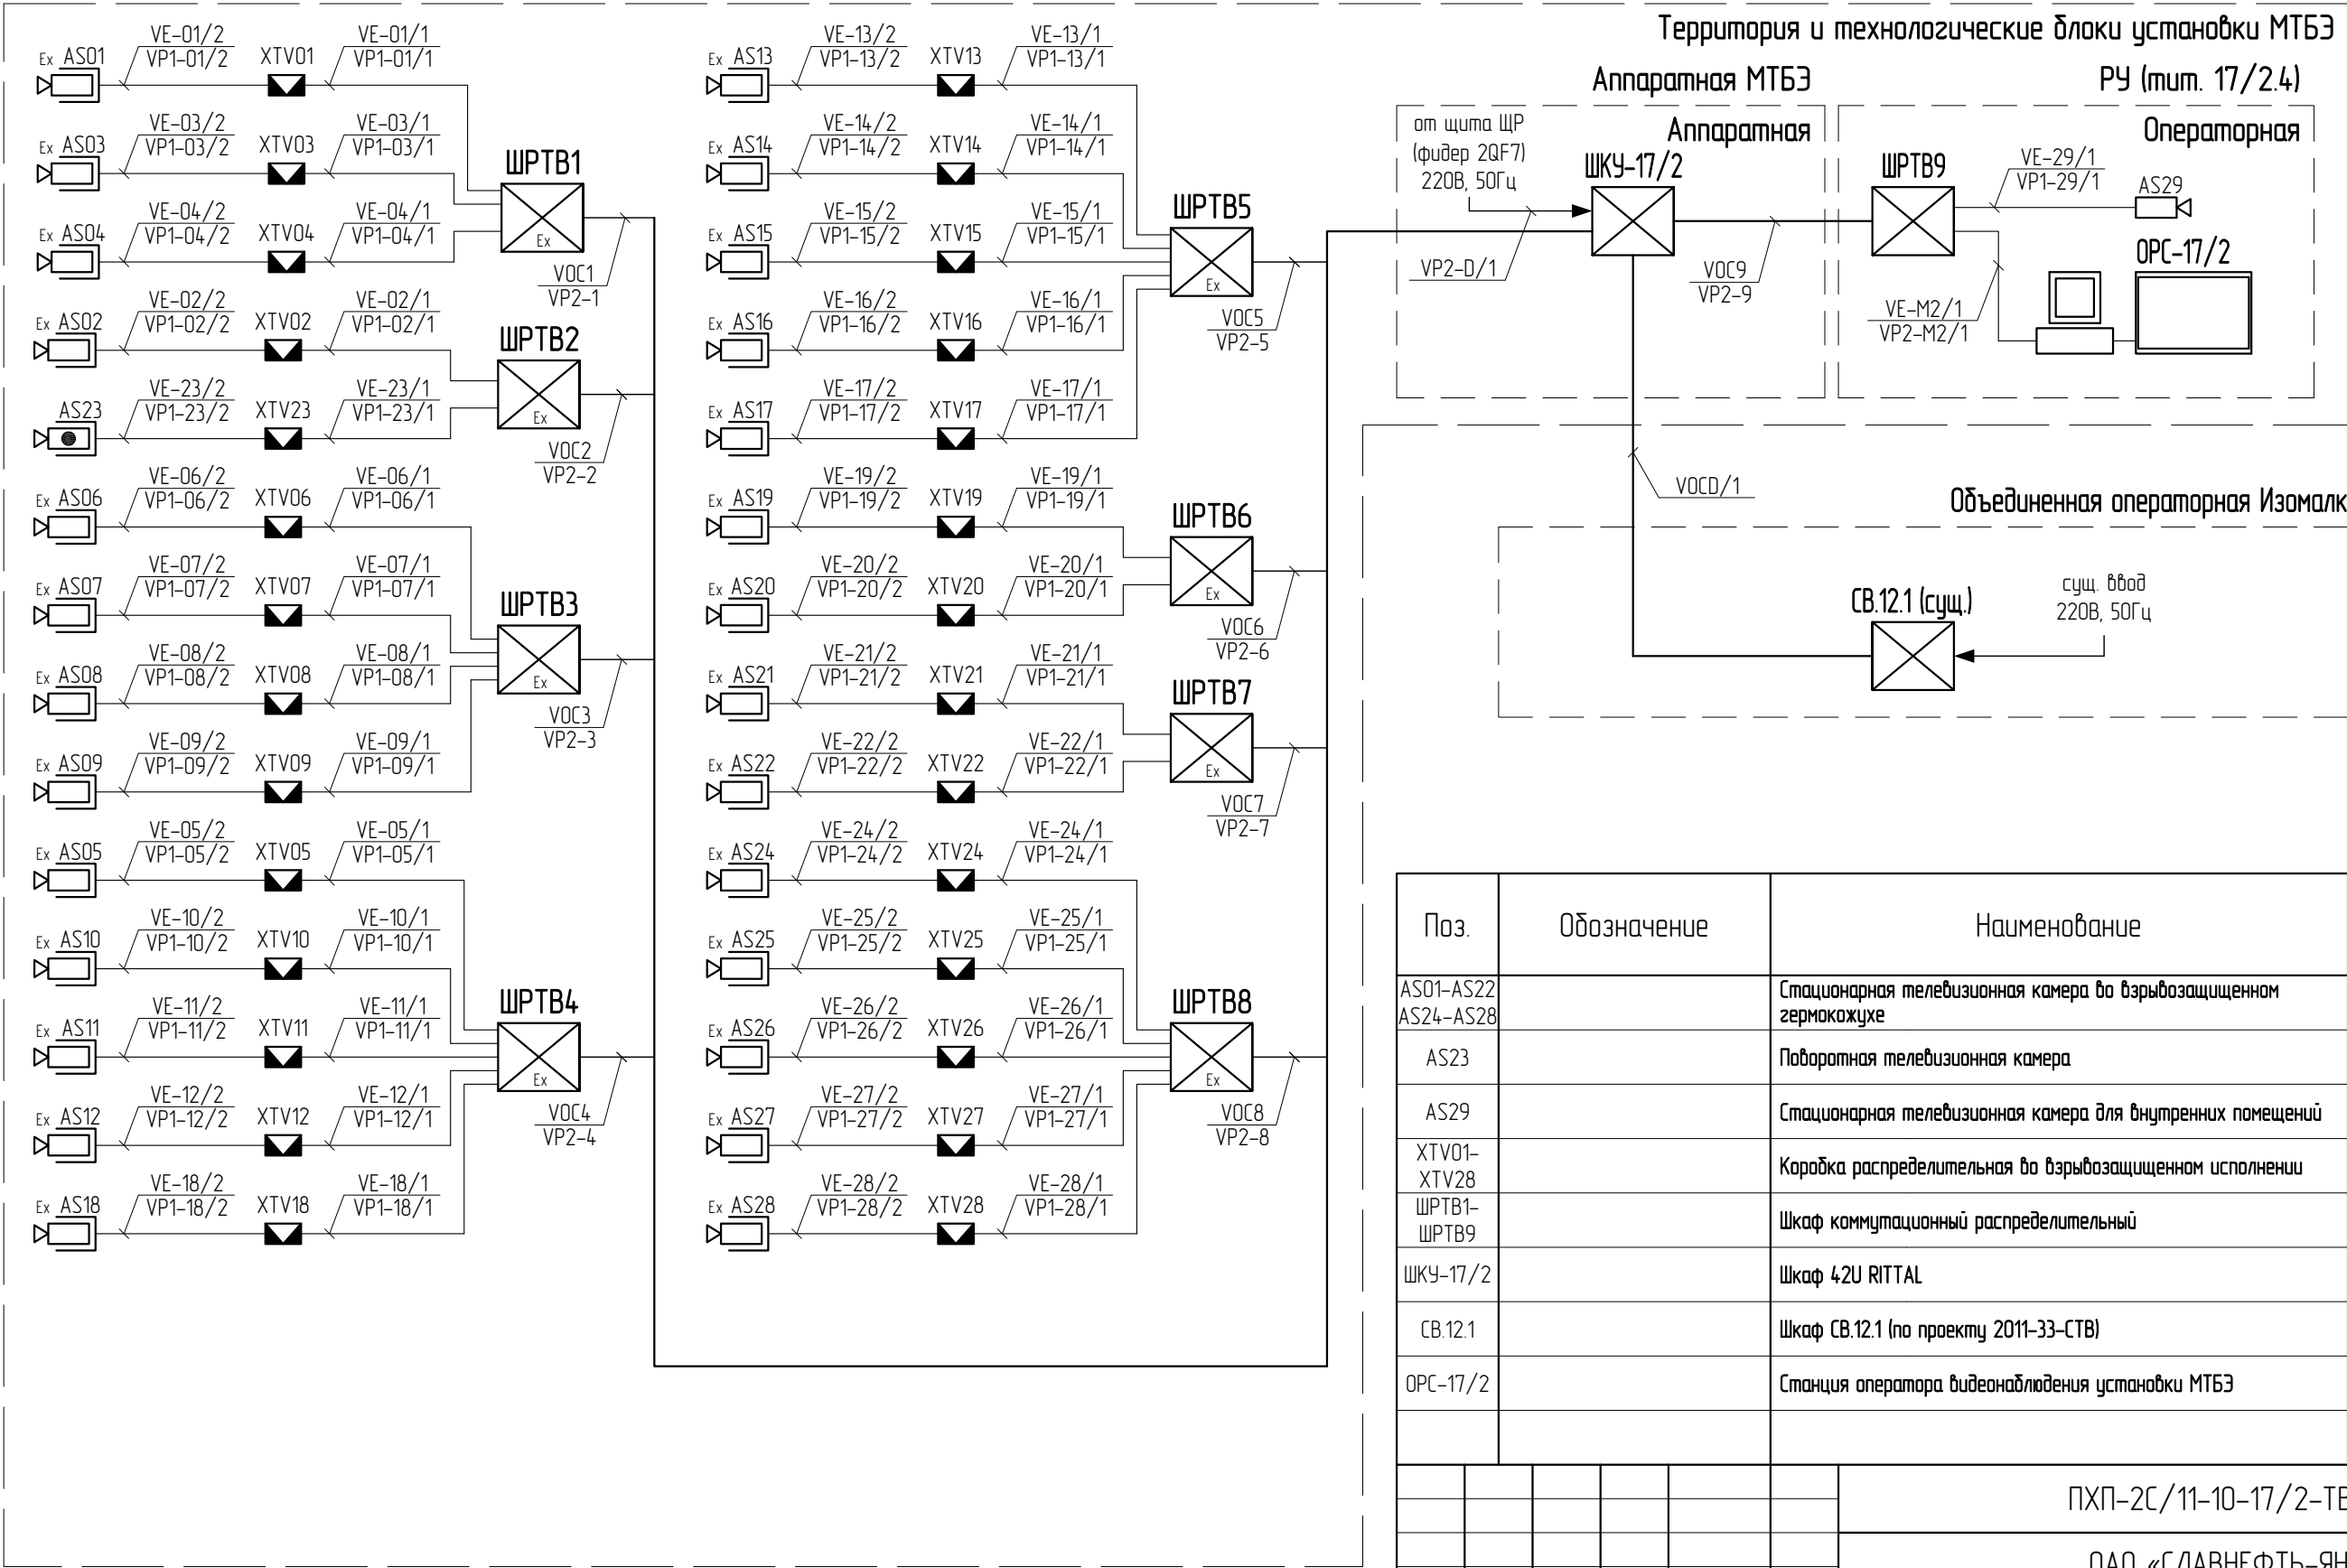 Территория и технологические блоки установки МТБЭ
Ex AS01
VE-01/2
VP1-01/2
XTV01
VE-01/1
VP1-01/1
Ex AS03
VE-03/2
VP1-03/2
XTV03
VE-03/1
VP1-03/1
Ex AS04
VE-04/2
VP1-04/2
XTV04
VE-04/1
VP1-04/1
ШРТВ1
Ex
VOC1
VP2-1
Ex AS02
VE-02/2
VP1-02/2
XTV02
VE-02/1
VP1-02/1
AS23
VE-23/2
VP1-23/2
XTV23
VE-23/1
VP1-23/1
ШРТВ2
Ex
VOC2
VP2-2
Ex AS06
VE-06/2
VP1-06/2
XTV06
VE-06/1
VP1-06/1
Ex AS07
VE-07/2
VP1-07/2
XTV07
VE-07/1
VP1-07/1
Ex AS08
VE-08/2
VP1-08/2
XTV08
VE-08/1
VP1-08/1
Ex AS09
VE-09/2
VP1-09/2
XTV09
VE-09/1
VP1-09/1
ШРТВ3
Ex
VOC3
VP2-3
Ex AS05
VE-05/2
VP1-05/2
XTV05
VE-05/1
VP1-05/1
Ex AS10
VE-10/2
VP1-10/2
XTV10
VE-10/1
VP1-10/1
Ex AS11
VE-11/2
VP1-11/2
XTV11
VE-11/1
VP1-11/1
Ex AS12
VE-12/2
VP1-12/2
XTV12
VE-12/1
VP1-12/1
Ex AS18
VE-18/2
VP1-18/2
XTV18
VE-18/1
VP1-18/1
ШРТВ4
Ex
VOC4
VP2-4
Ex AS13
VE-13/2
VP1-13/2
XTV13
VE-13/1
VP1-13/1
Ex AS14
VE-14/2
VP1-14/2
XTV14
VE-14/1
VP1-14/1
Ex AS15
VE-15/2
VP1-15/2
XTV15
VE-15/1
VP1-15/1
Ex AS16
VE-16/2
VP1-16/2
XTV16
VE-16/1
VP1-16/1
Ex AS17
VE-17/2
VP1-17/2
XTV17
VE-17/1
VP1-17/1
ШРТВ5
Ex
VOC5
VP2-5
Ex AS19
VE-19/2
VP1-19/2
XTV19
VE-19/1
VP1-19/1
Ex AS20
VE-20/2
VP1-20/2
XTV20
VE-20/1
VP1-20/1
ШРТВ6
Ex
VOC6
VP2-6
Ex AS21
VE-21/2
VP1-21/2
XTV21
VE-21/1
VP1-21/1
Ex AS22
VE-22/2
VP1-22/2
XTV22
VE-22/1
VP1-22/1
ШРТВ7
Ex
VOC7
VP2-7
Ex AS24
VE-24/2
VP1-24/2
XTV24
VE-24/1
VP1-24/1
Ex AS25
VE-25/2
VP1-25/2
XTV25
VE-25/1
VP1-25/1
Ex AS26
VE-26/2
VP1-26/2
XTV26
VE-26/1
VP1-26/1
Ex AS27
VE-27/2
VP1-27/2
XTV27
VE-27/1
VP1-27/1
Ex AS28
VE-28/2
VP1-28/2
XTV28
VE-28/1
VP1-28/1
ШРТВ8
Ex
VOC8
VP2-8
Аппаратная МТБЭ
Аппаратная
от щита ЩР
(фидер 2QF7)
220В, 50Гц
ШКУ-17/2
VP2-D/1
VOC9
VP2-9
РУ (тит. 17/2.4)
Операторная
ШРТВ9
VE-29/1
VP1-29/1
AS29
ОРС-17/2
VE-M2/1
VP2-M2/1
VOCD/1
Объединенная операторная Изомалк
СВ.12.1 (сущ.)
сущ. ввод
220В, 50Гц
Поз.
Обозначение
Наименование
AS01-AS22
AS24-AS28
Стационарная телевизионная камера во взрывозащищенном
гермокожухе
AS23
Поворотная телевизионная камера
AS29
Стационарная телевизионная камера для внутренних помещений
XTV01-
XTV28
Коробка распределительная во взрывозащищенном исполнении
ШРТВ1-
ШРТВ9
Шкаф коммутационный распределительный
ШКУ-17/2
Шкаф 42U RITTAL
СВ.12.1
Шкаф СВ.12.1 (по проекту 2011-33-СТВ)
ОРС-17/2
Станция оператора видеонаблюдения установки МТБЭ
ПХП-2С/11-10-17/2-ТВ
ОАО «СЛАВНЕФТЬ-ЯН